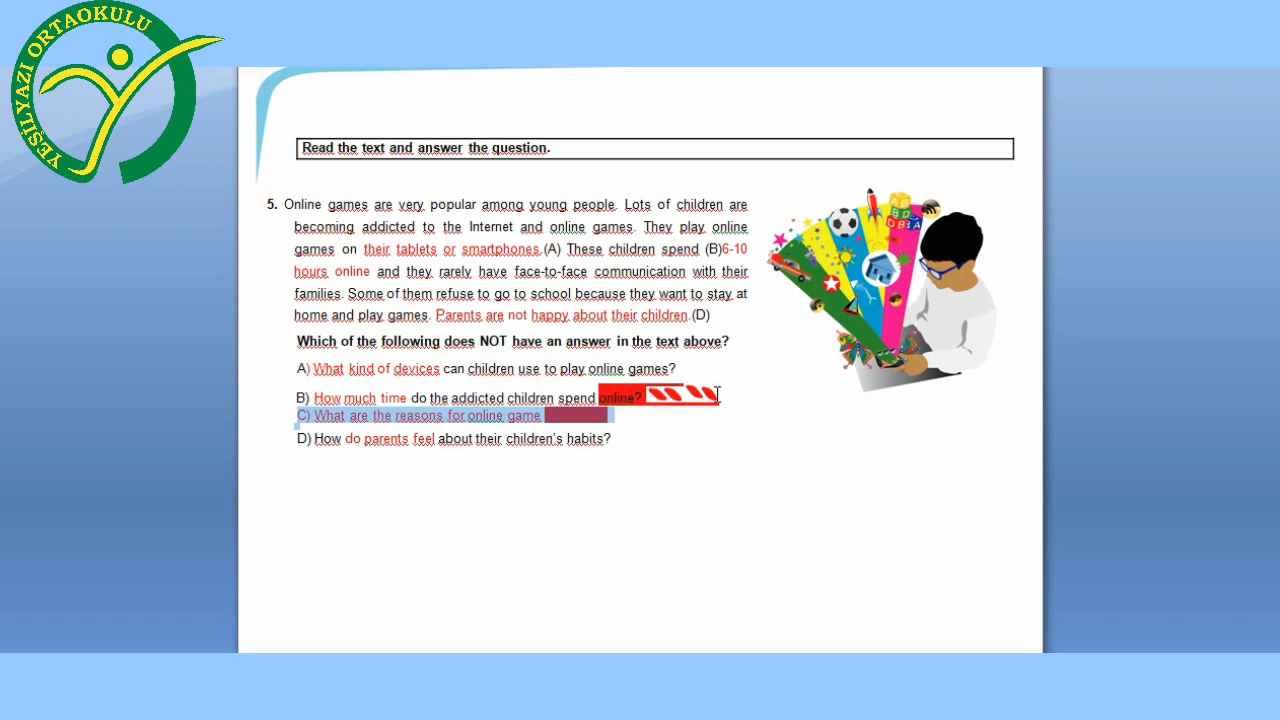 YEŞİLYAZI ORTAOKULU
Read the text and answer the question.
5. Online games are very popular among young people. Lots of children are
becoming addicted to the Internet and online games. They play online
games on their tablets or smartphones.(A) These children spend (B)6-10
hours online and they rarely have face-to-face communication with their
families. Some of them refuse to go to school because they want to stay at
home and play games. Parents are not happy about their children.(D)
Which of the following does NOT have an answer in the text above?
A) What kind of devices can children use to play online games?
B) How much time do the addicted children spend online?
C) What are the reasons for online game
D) How do parents feel about their children's habits?